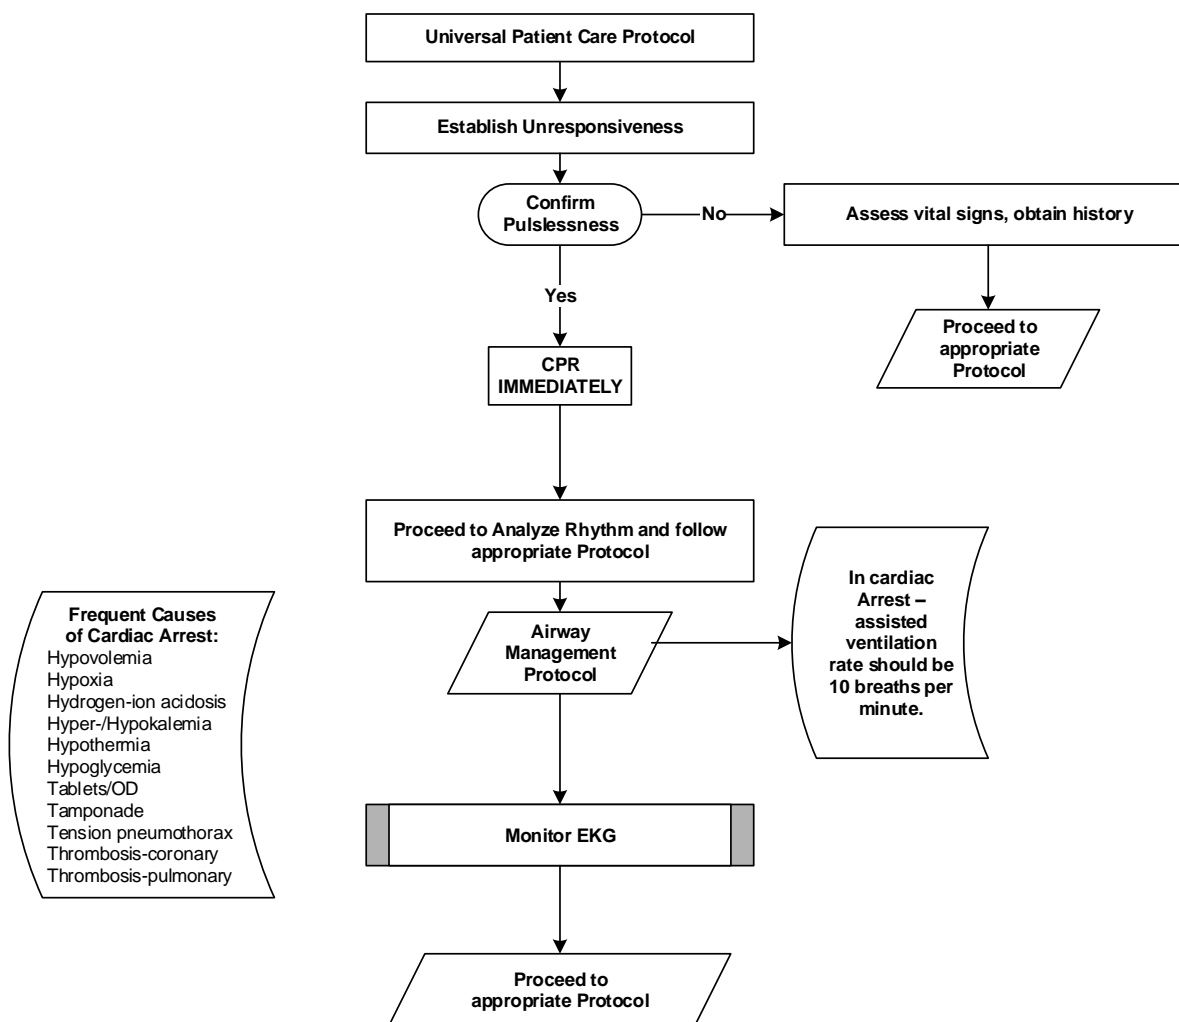 Universal Patient Care Protocol
Establish Unresponsiveness
Confirm
Pulslessness
No
Assess vital signs, obtain history
Proceed to
appropriate
Protocol
Yes
CPR
IMMEDIATELY
Proceed to Analyze Rhythm and follow
appropriate Protocol
Airway
Management
Protocol
In cardiac
Arrest –
assisted
ventilation
rate should be
10 breaths per
minute.
Frequent Causes
of Cardiac Arrest:
Hypovolemia
Hypoxia
Hydrogen-ion acidosis
Hyper-/Hypokalemia
Hypothermia
Hypoglycemia
Tablets/OD
Tamponade
Tension pneumothorax
Thrombosis-coronary
Thrombosis-pulmonary
Monitor EKG
Proceed to
appropriate Protocol